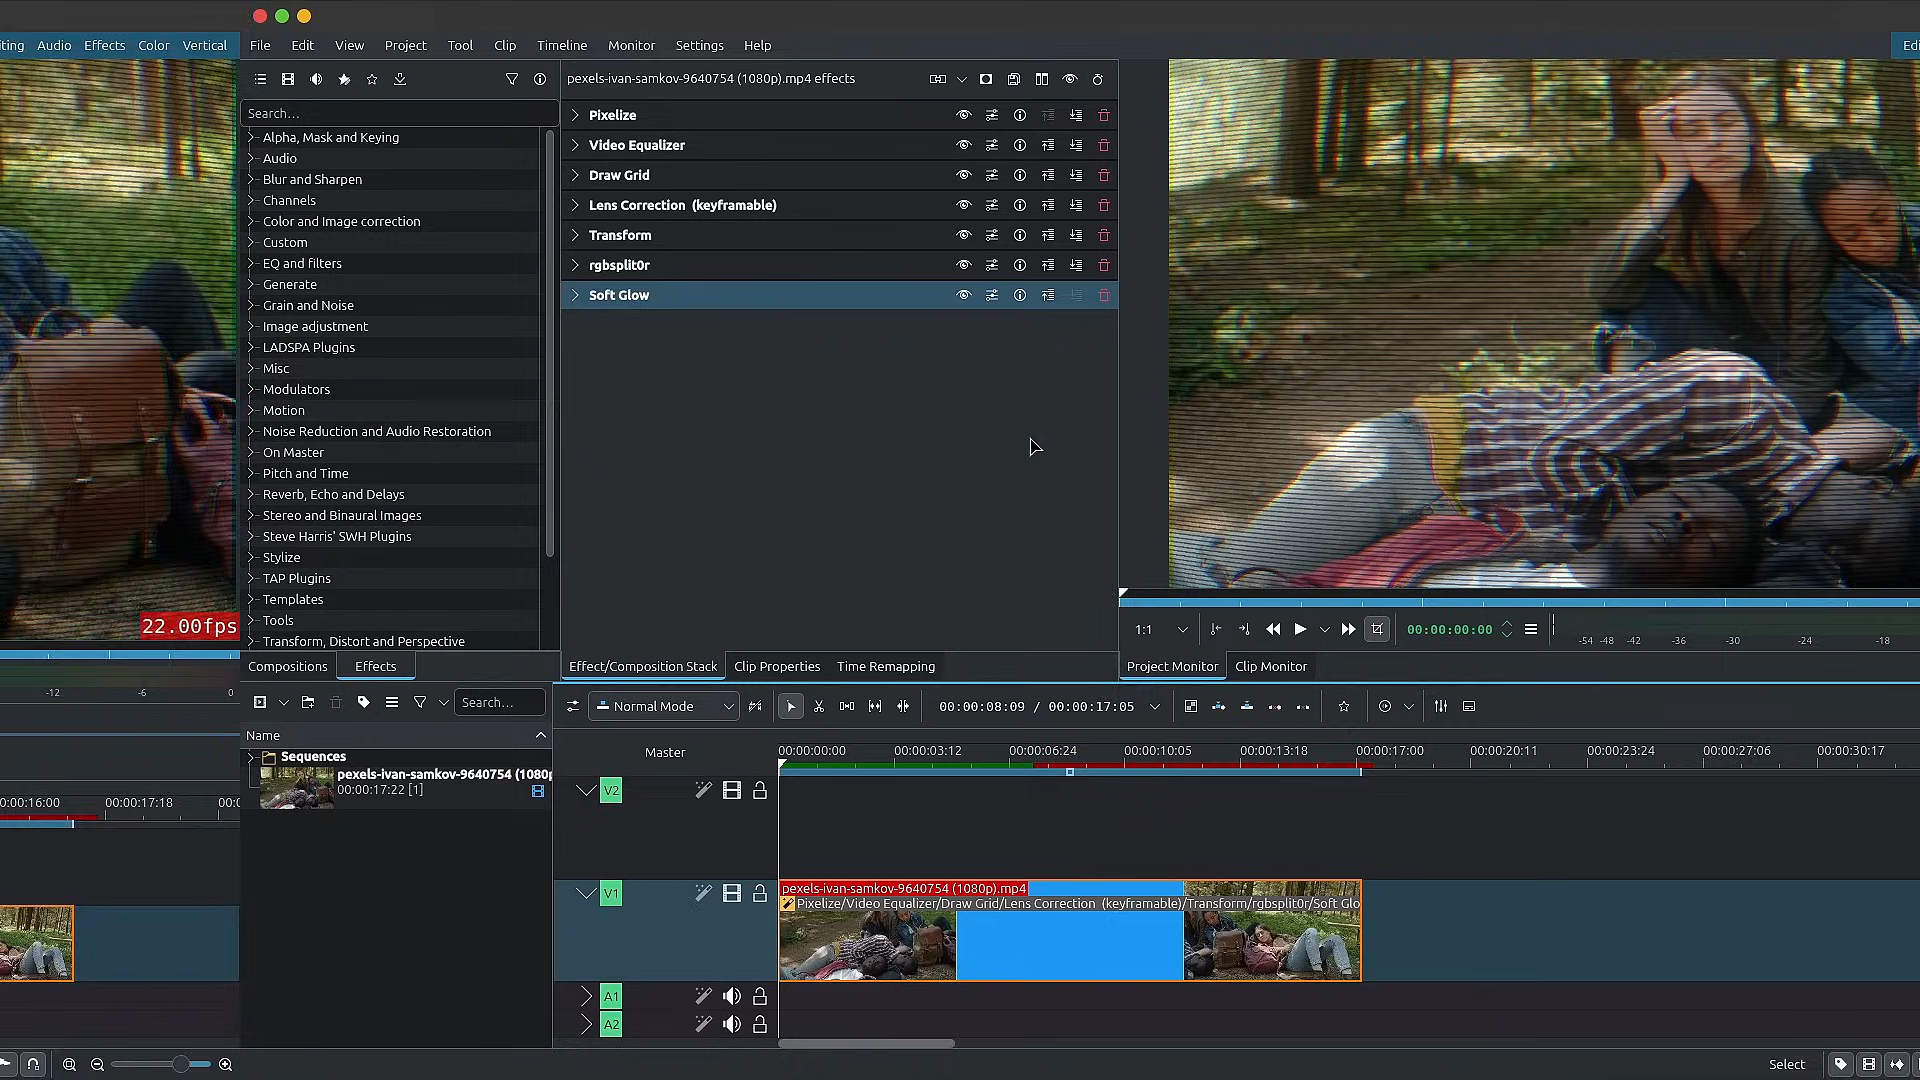 iting Audio Effects Color Vertical
File Edit View Project Tool Clip Timeline Monitor Settings Help
Edi
pexels-ivan-samkov-9640754 (1080p).mp4 effects
Search...
Alpha, Mask and Keying
Audio
Blur and Sharpen
Channels
Color and Image correction
Custom
EQ and filters
Generate
Grain and Noise
Image adjustment
LADSPA Plugins
Misc
Modulators
Motion
Noise Reduction and Audio Restoration
On Master
Pitch and Time
Reverb, Echo and Delays
Stereo and Binaural Images
Steve Harris' SWH Plugins
Stylize
TAP Plugins
Templates
Tools
Transform, Distort and Perspective
Pixelize
Video Equalizer
Draw Grid
Lens Correction (keyframable)
Transform
rgbsplit0r
Soft Glow
22.00fps
1:1
00:00:00:00
-54 -48 -42 -36 -30 -24 -18
Compositions Effects
Effect/Composition Stack Clip Properties Time Remapping
Project Monitor Clip Monitor
-12 -6 0
Search...
Normal Mode
00:00:08:09 / 00:00:17:05
Name
Sequences
pexels-ivan-samkov-9640754 (1080p
00:00:17:22 [1]
Master
00:00:00:00 00:00:03:12 00:00:06:24 00:00:10:05 00:00:13:18 00:00:17:00 00:00:20:11 00:00:23:24 00:00:27:06 00:00:30:17
0:00:16:00 00:00:17:18 00:0
V2
V1
pexels-ivan-samkov-9640754 (1080p).mp4
Pixelize/Video Equalizer/Draw Grid/Lens Correction (keyframable)/Transform/rgbsplit0r/Soft Glo
A1
A2
Select